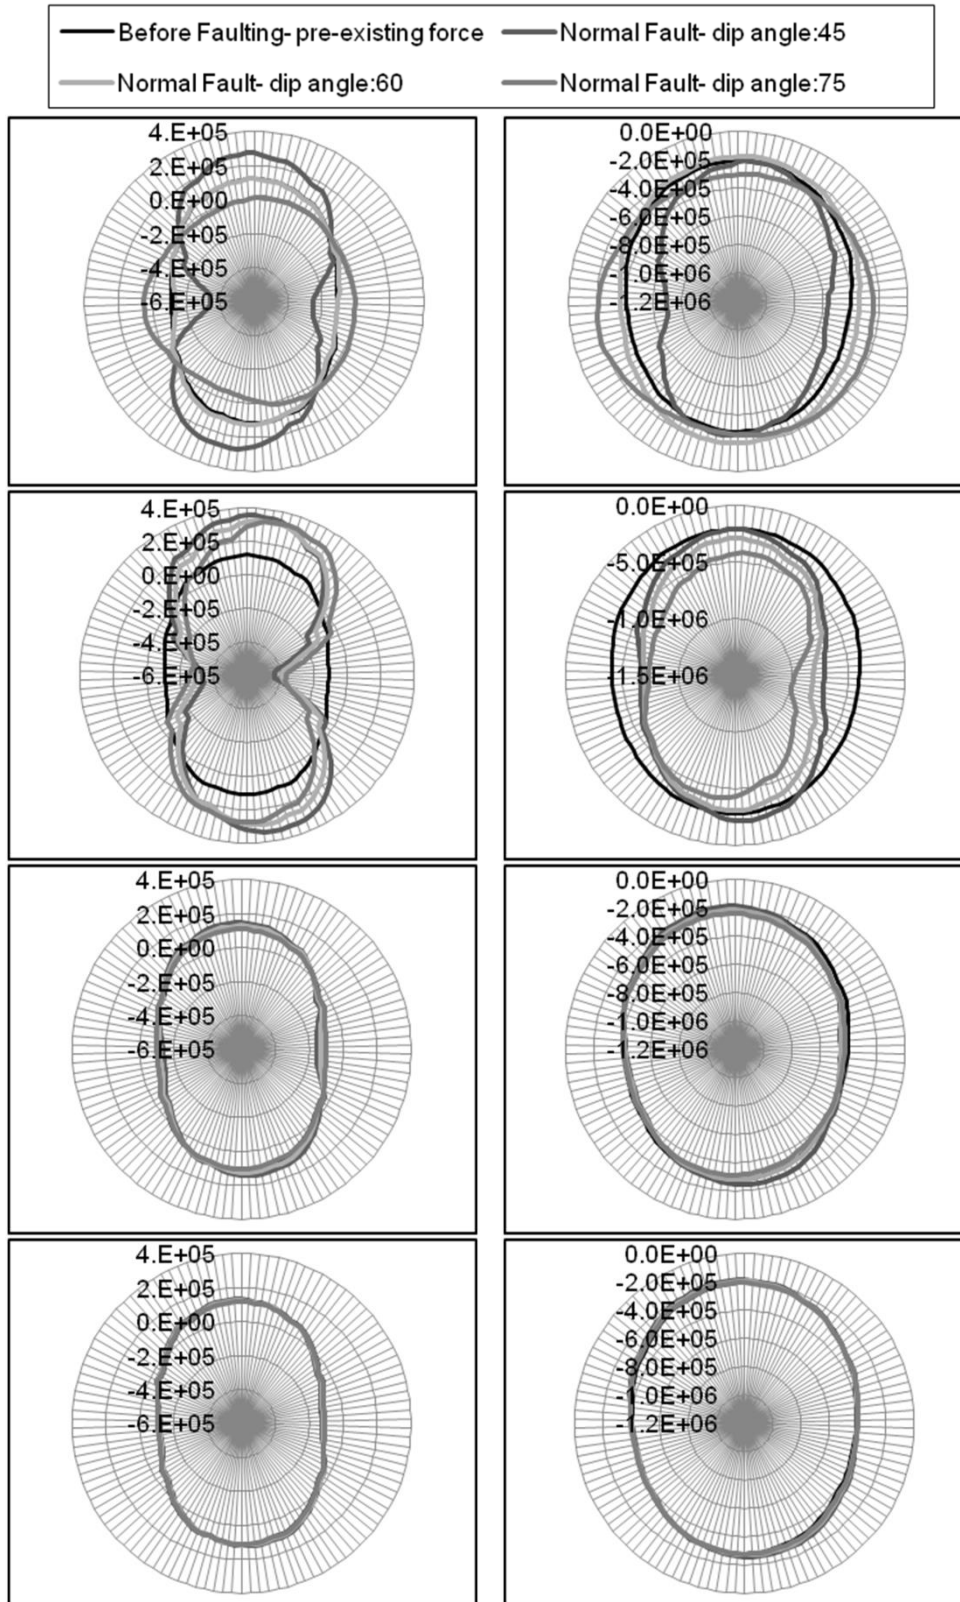 Before Faulting- pre-existing force
Normal Fault- dip angle:45
Normal Fault- dip angle:60
Normal Fault- dip angle:75
4.E+05
2.E+05
0.E+00
-2.E+05
-4.E+05
-6.E+05
0.0E+00
-2.0E+05
-4.0E+05
-6.0E+05
-8.0E+05
-1.0E+06
-1.2E+06
4.E+05
2.E+05
0.E+00
-2.E+05
-4.E+05
-6.E+05
0.0E+00
-5.0E+05
-1.0E+06
-1.5E+06
4.E+05
2.E+05
0.E+00
-2.E+05
-4.E+05
-6.E+05
0.0E+00
-2.0E+05
-4.0E+05
-6.0E+05
-8.0E+05
-1.0E+06
-1.2E+06
4.E+05
2.E+05
0.E+00
-2.E+05
-4.E+05
-6.E+05
0.0E+00
-2.0E+05
-4.0E+05
-6.0E+05
-8.0E+05
-1.0E+06
-1.2E+06